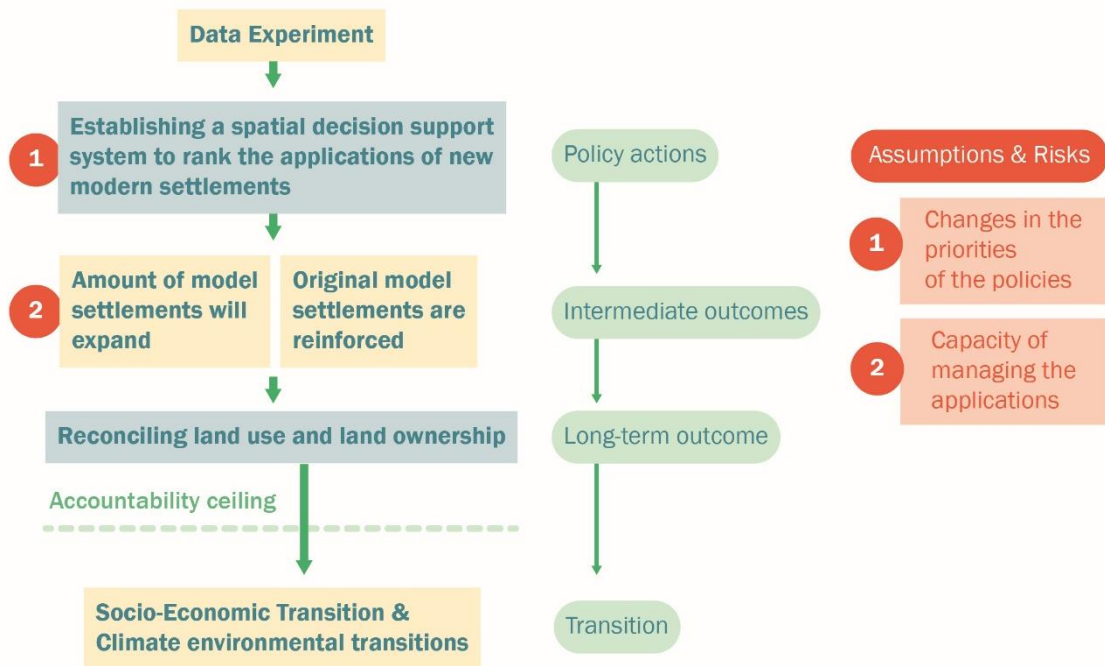 Data Experiment
1
Establishing a spatial decision support
system to rank the applications of new
modern settlements
2
Amount of model
settlements will
expand
Original model
settlements are
reinforced
Reconciling land use and land ownership
Accountability ceiling
Socio-Economic Transition &
Climate environmental transitions
Policy actions
Intermediate outcomes
Long-term outcome
Transition
Assumptions & Risks
1
Changes in the
priorities
of the policies
2
Capacity of
managing the
applications